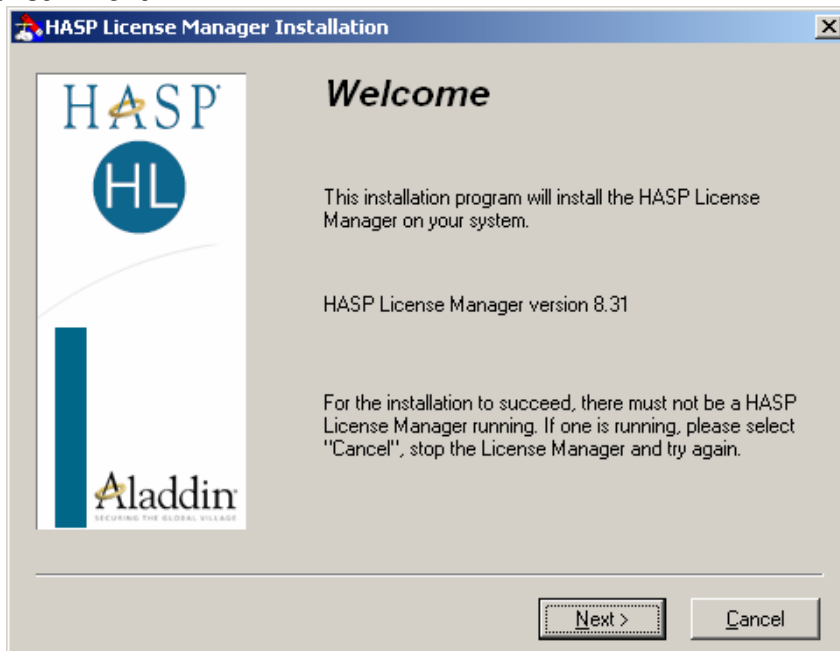 HASP License Manager Installation
HASP
HL
Welcome
This installation program will install the HASP License
Manager on your system.
HASP License Manager version 8.31
For the installation to succeed, there must not be a HASP
License Manager running. If one is running, please select
"Cancel", stop the License Manager and try again.
Aladdin
SECURING THE GLOBAL VILLAGE
Next >
Cancel